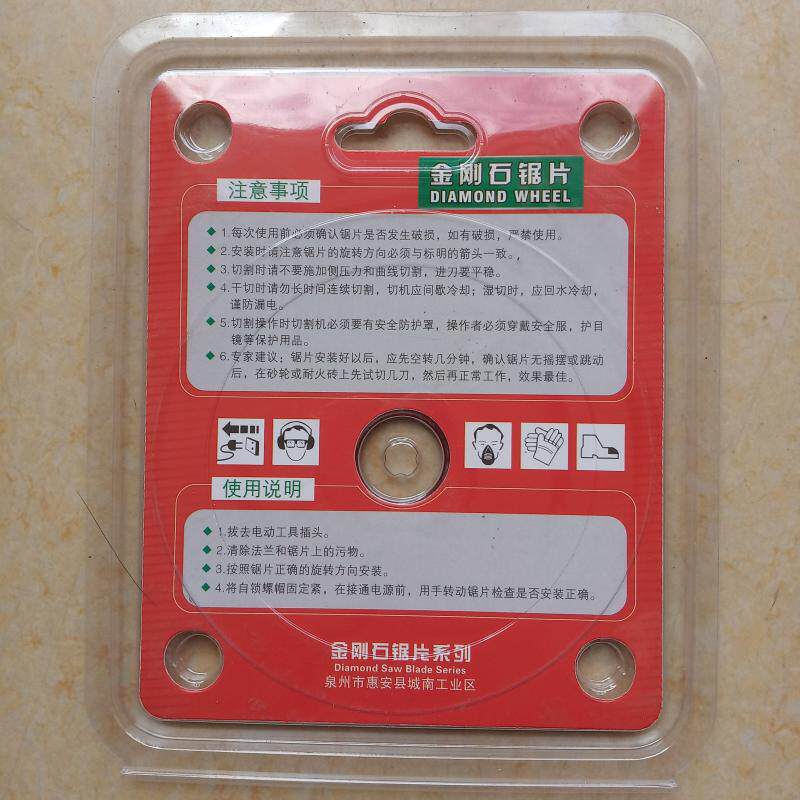 金刚石锯片
DIAMOND WHEEL
注意事项
◆ 1.每次使用前必须确认锯片是否发生破损，如有破损，严禁使用。
◆ 2.安装时请注意锯片的旋转方向必须与标明的箭头一致。
◆ 3.切割时请不要施加侧压力和曲线切割，进刀要平稳。
◆ 4.干切时请勿长时间连续切割，切机应间歇冷却；湿切时，应回水冷却，
谨防漏电。
◆ 5.切割操作时切割机必须要有安全防护罩，操作者必须穿戴安全服，护目
镜等保护用品。
◆ 6.专家建议：锯片安装好以后，应先空转几分钟，确认锯片无摇摆或跳动
后，在砂轮或耐火砖上先试切几刀，然后再正常工作，效果最佳。
使用说明
◆ 1.拔去电动工具插头。
◆ 2.清除法兰和锯片上的污物。
◆ 3.按照锯片正确的旋转方向安装。
◆ 4.将自锁螺帽固定紧，在接通电源前，用手转动锯片检查是否安装正确。
金刚石锯片系列
Diamond Saw Blade Series
泉州市惠安县城南工业区